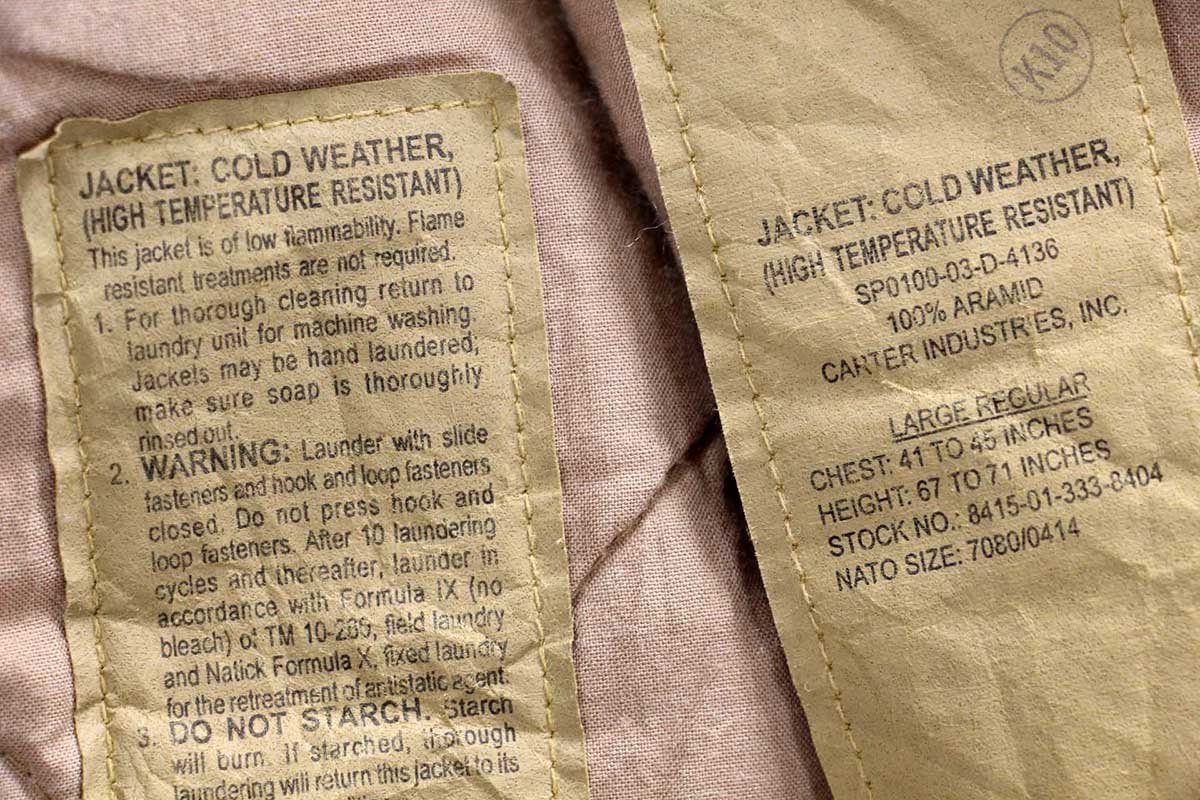 JACKET: COLD WEATHER,
(HIGH TEMPERATURE RESISTANT)
This jacket is of low flammability. Flame
resistant treatments are not required.
1. For thorough cleaning return to
laundry unit for machine washing.
Jackets may be hand laundered;
make sure soap is thoroughly
rinsed out.
2. WARNING: Launder with slide
fasteners and hook and loop fasteners
closed. Do not press hook and
loop fasteners. After 10 laundering
cycles and thereafter, launder in
accordance with Formula IX (no
bleach) of TM 10-280, field laundry
and Natick Formula X, fixed laundry
for the retreatment of antistatic agent.
3. DO NOT STARCH. Starch
will burn. If starched, thorough
laundering will return this jacket to its
K10
JACKET: COLD WEATHER,
(HIGH TEMPERATURE RESISTANT)
SP0100-03-D-4136
100% ARAMID
CARTER INDUSTRIES, INC.
LARGE REGULAR
CHEST: 41 TO 45 INCHES
HEIGHT: 67 TO 71 INCHES
STOCK NO.: 8415-01-333-8404
NATO SIZE: 7080/0414